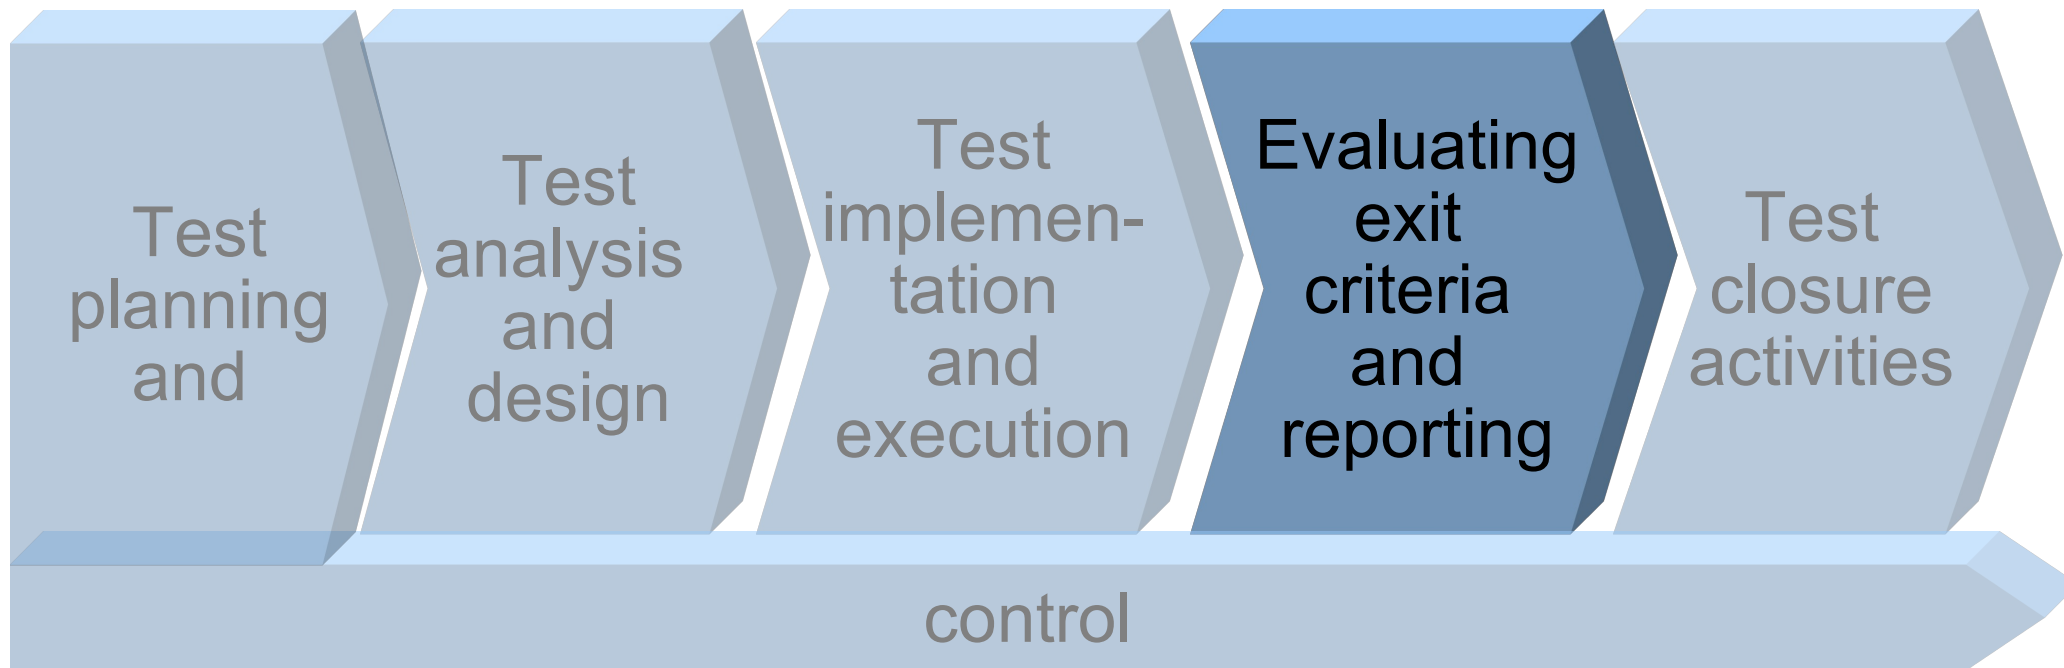 Test
planning
and
Test
analysis
and
design
Test
implemen-
tation
and
execution
Evaluating
exit
criteria
and
reporting
Test
closure
activities
control